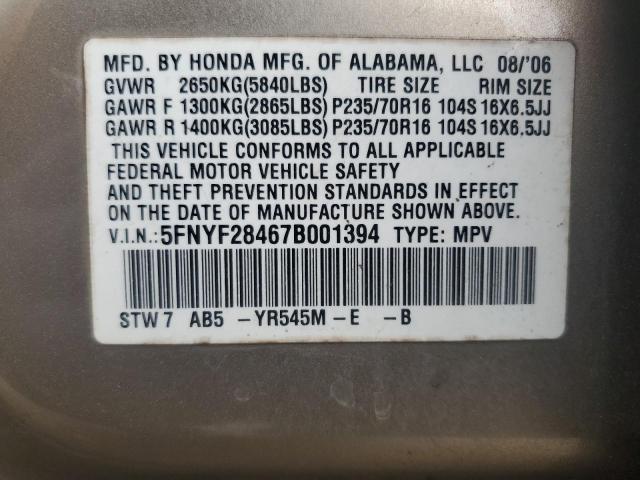 MFD. BY HONDA MFG. OF ALABAMA, LLC 08/'06
GVWR 2650KG(5840LBS) TIRE SIZE RIM SIZE
GAWR F 1300KG(2865LBS) P235/70R16 104S 16X6.5JJ
GAWR R 1400KG(3085LBS) P235/70R16 104S 16X6.5JJ
THIS VEHICLE CONFORMS TO ALL APPLICABLE
FEDERAL MOTOR VEHICLE SAFETY
AND THEFT PREVENTION STANDARDS IN EFFECT
ON THE DATE OF MANUFACTURE SHOWN ABOVE.
V.I.N.: 5FNYF28467B001394 TYPE: MPV
STW7 AB5 -YR545M -E -B